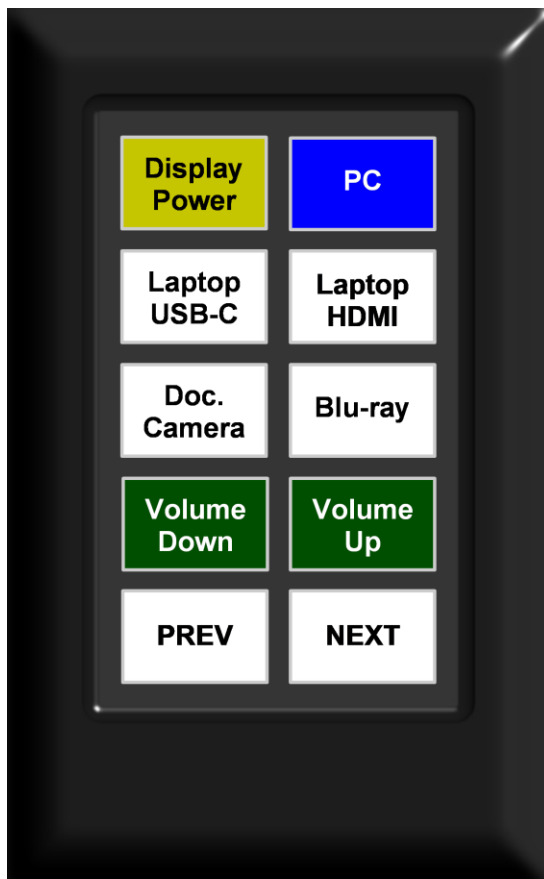 Display
Power
PC
Laptop
USB-C
Laptop
HDMI
Doc.
Camera
Blu-ray
Volume
Down
Volume
Up
PREV
NEXT